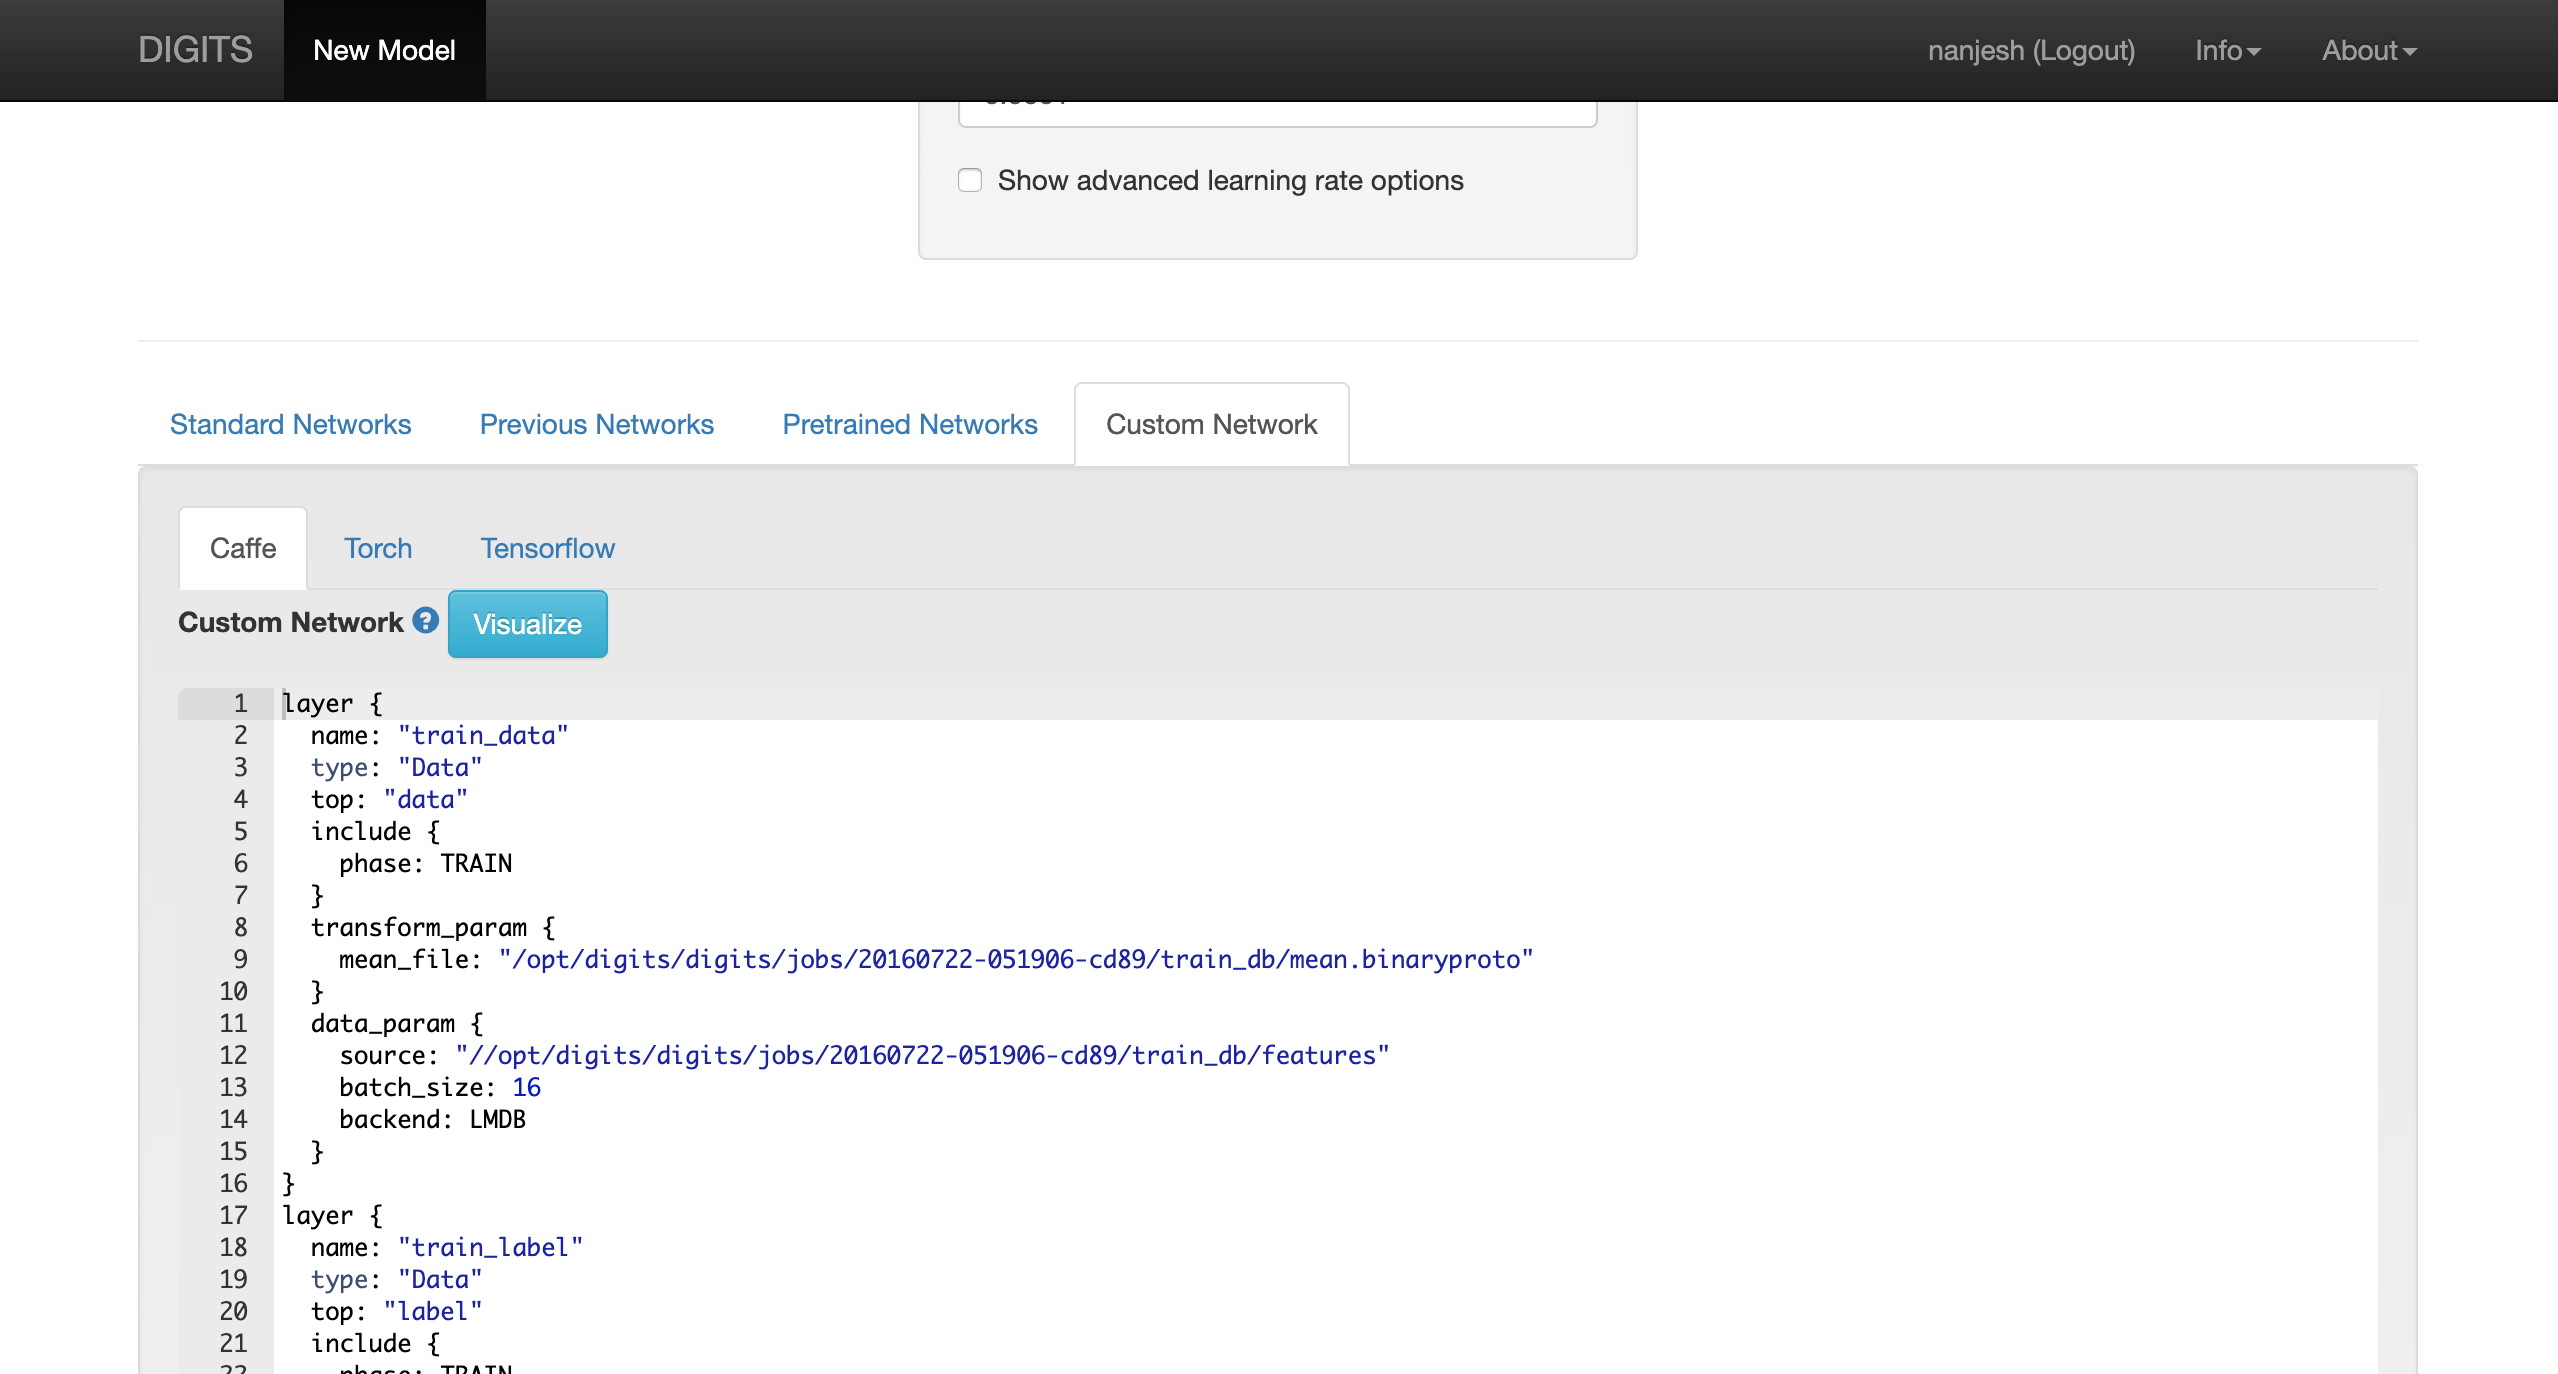 DIGITS New Model nanjesh (Logout) Info About
Show advanced learning rate options
Standard Networks Previous Networks Pretrained Networks Custom Network
Caffe Torch Tensorflow
Custom Network ? Visualize
1 layer {
2 name: "train_data"
3 type: "Data"
4 top: "data"
5 include {
6 phase: TRAIN
7 }
8 transform_param {
9 mean_file: "/opt/digits/digits/jobs/20160722-051906-cd89/train_db/mean.binaryproto"
10 }
11 data_param {
12 source: "//opt/digits/digits/jobs/20160722-051906-cd89/train_db/features"
13 batch_size: 16
14 backend: LMDB
15 }
16 }
17 layer {
18 name: "train_label"
19 type: "Data"
20 top: "label"
21 include {
22 phase: TRAIN